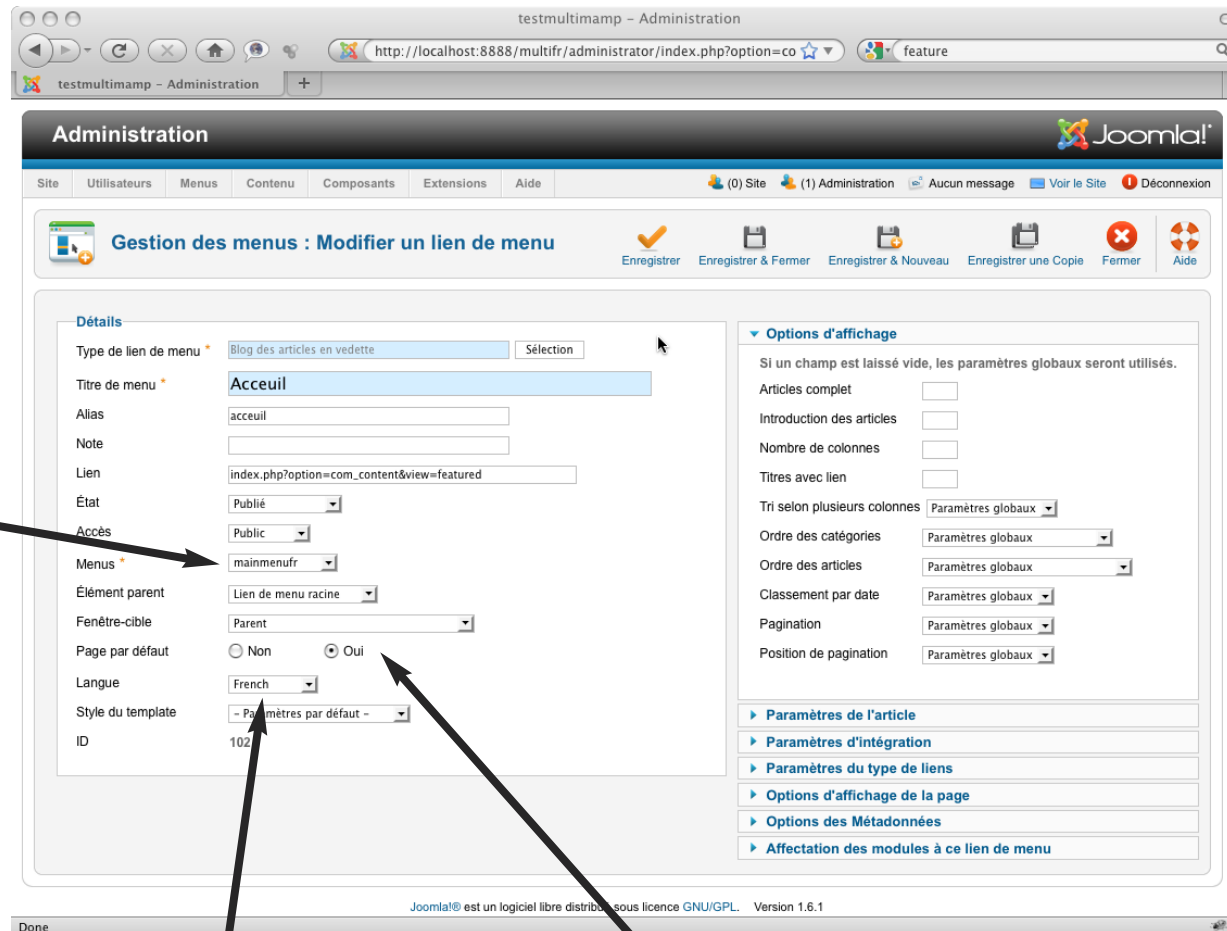 testmultimamp – Administration
http://localhost:8888/multifr/administrator/index.php?option=co
feature
testmultimamp – Administration
Administration
Joomla!
Site Utilisateurs Menus Contenu Composants Extensions Aide (0) Site (1) Administration Aucun message Voir le Site Déconnexion
Gestion des menus : Modifier un lien de menu
Enregistrer Enregistrer & Fermer Enregistrer & Nouveau Enregistrer une Copie Fermer Aide
Détails
Type de lien de menu * Blog des articles en vedette Sélection
Titre de menu * Acceuil
Alias acceuil
Note
Lien index.php?option=com_content&view=featured
État Publié
Accès Public
Menus * mainmenufr
Élément parent Lien de menu racine
Fenêtre-cible Parent
Page par défaut Non Oui
Langue French
Style du template – Paramètres par défaut –
ID 102
Options d'affichage
Si un champ est laissé vide, les paramètres globaux seront utilisés.
Articles complet
Introduction des articles
Nombre de colonnes
Titres avec lien
Tri selon plusieurs colonnes Paramètres globaux
Ordre des catégories Paramètres globaux
Ordre des articles Paramètres globaux
Classement par date Paramètres globaux
Pagination Paramètres globaux
Position de pagination Paramètres globaux
Paramètres de l'article
Paramètres d'intégration
Paramètres du type de liens
Options d'affichage de la page
Options des Métadonnées
Affectation des modules à ce lien de menu
Joomla!® est un logiciel libre distribué sous licence GNU/GPL. Version 1.6.1
Done